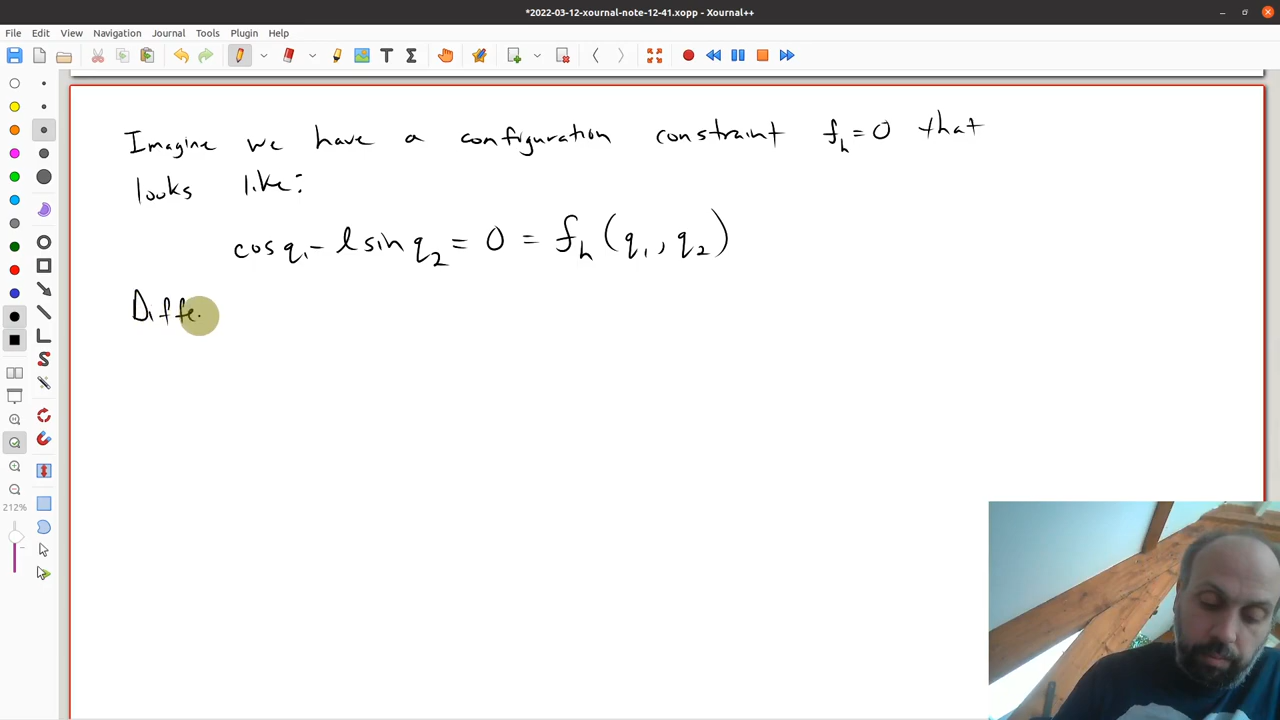 *2022-03-12-xournal-note-12-41.xopp - Xournal++
File Edit View Navigation Journal Tools Plugin Help
Imagine we have a configuration constraint f_h = 0 that
looks like:
cos q_1 - l sin q_2 = 0 = f_h (q_1, q_2)
Diffe
212%